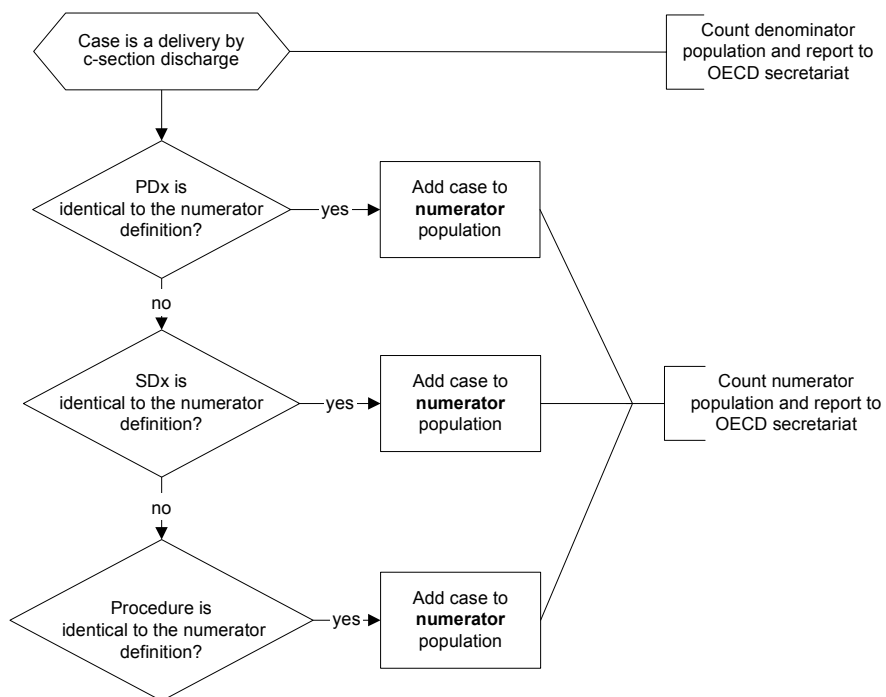 Case is a delivery by
c-section discharge
Count denominator
population and report to
OECD secretariat
PDx is
identical to the numerator
definition?
yes
Add case to
numerator
population
no
SDx is
identical to the numerator
definition?
yes
Add case to
numerator
population
Count numerator
population and report to
OECD secretariat
no
Procedure is
identical to the numerator
definition?
yes
Add case to
numerator
population